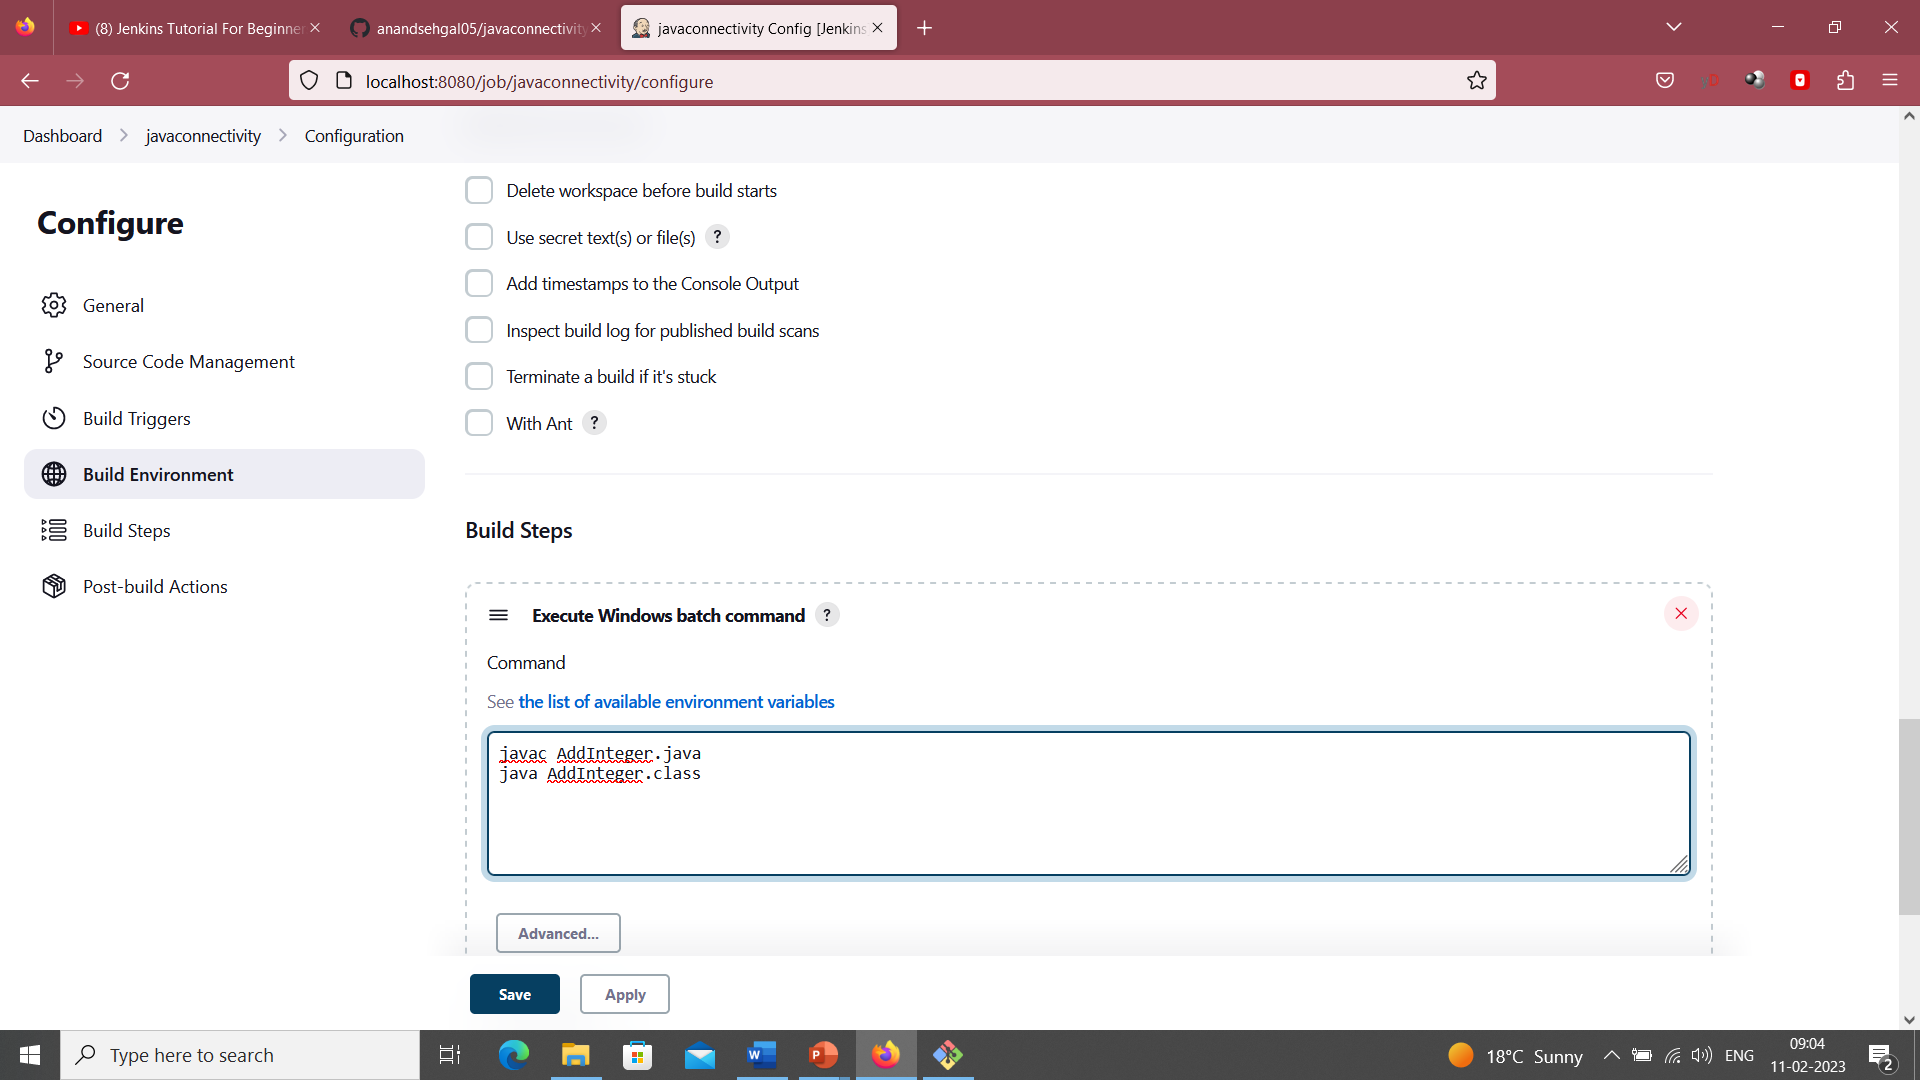 (8) Jenkins Tutorial For Beginner
anandsehgal05/javaconnectivity
javaconnectivity Config [Jenkins
localhost:8080/job/javaconnectivity/configure
Dashboard
javaconnectivity
Configuration
Configure
General
Source Code Management
Build Triggers
Build Environment
Build Steps
Post-build Actions
Delete workspace before build starts
Use secret text(s) or file(s) ?
Add timestamps to the Console Output
Inspect build log for published build scans
Terminate a build if it's stuck
With Ant ?
Build Steps
Execute Windows batch command ?
Command
See the list of available environment variables
javac AddInteger.java
java AddInteger.class
Advanced...
Save
Apply
Type here to search
18°C Sunny
ENG
09:04
11-02-2023
2